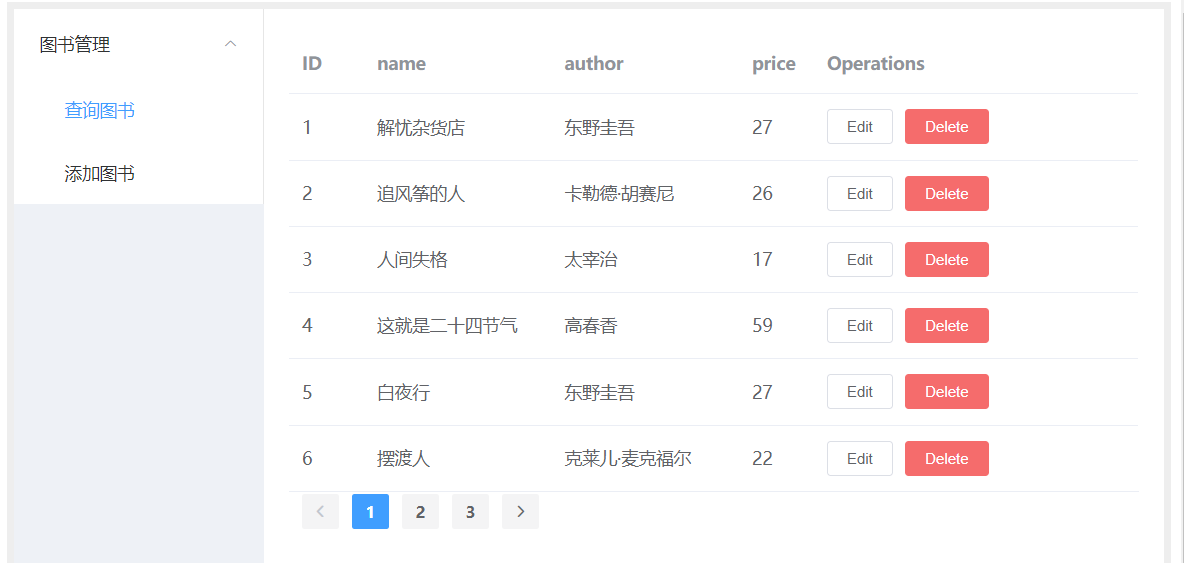 图书管理
查询图书
添加图书
ID name author price Operations
1 解忧杂货店 东野圭吾 27 Edit Delete
2 追风筝的人 卡勒德·胡赛尼 26 Edit Delete
3 人间失格 太宰治 17 Edit Delete
4 这就是二十四节气 高春香 59 Edit Delete
5 白夜行 东野圭吾 27 Edit Delete
6 摆渡人 克莱儿·麦克福尔 22 Edit Delete
1 2 3